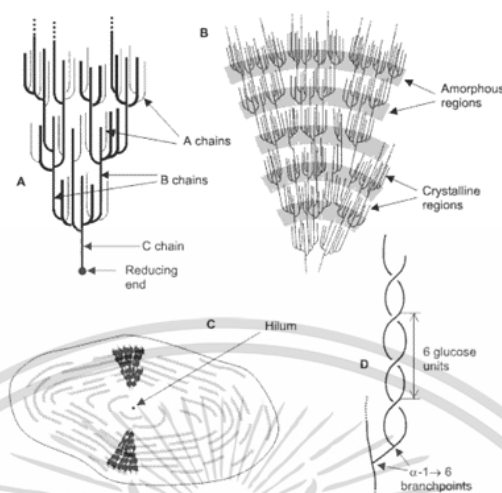 B
Amorphous
regions
A chains
A
B chains
Crystalline
regions
C chain
Reducing
end
C
Hilum
D
6 glucose
units
α-1→6
branchpoints